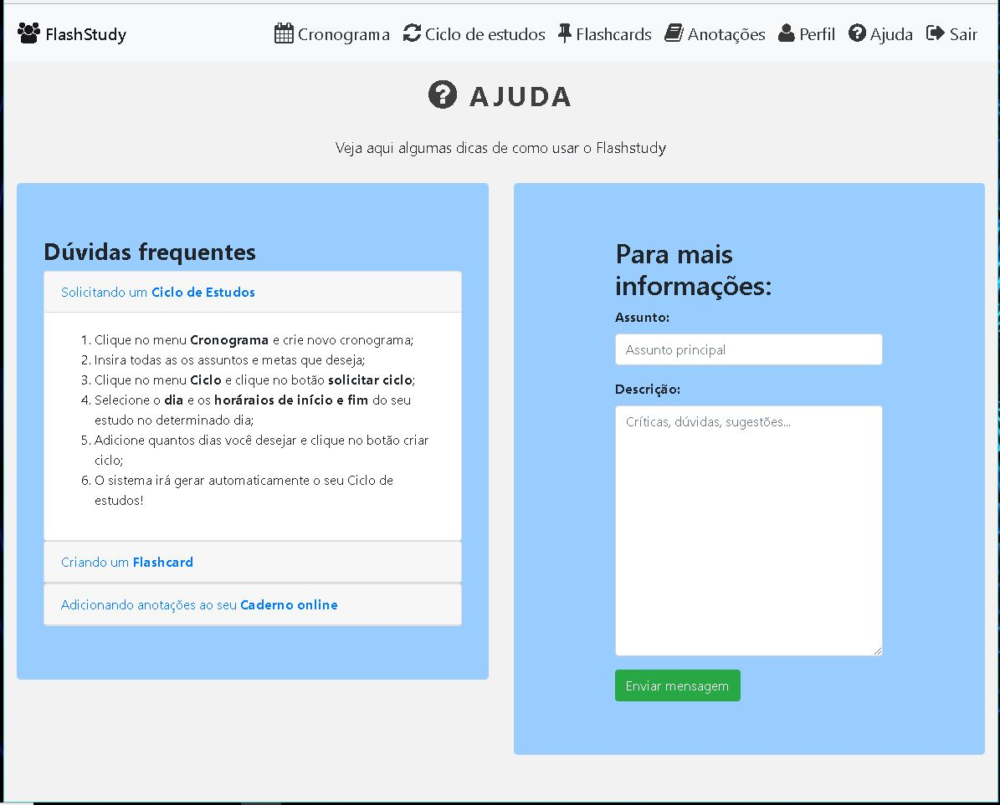 FlashStudy Cronograma Ciclo de estudos Flashcards Anotações Perfil Ajuda Sair
AJUDA
Veja aqui algumas dicas de como usar o Flashstudy
Dúvidas frequentes
Solicitando um Ciclo de Estudos
1. Clique no menu Cronograma e crie novo cronograma;
2. Insira todas as os assuntos e metas que deseja;
3. Clique no menu Ciclo e clique no botão solicitar ciclo;
4. Selecione o dia e os horáraios de início e fim do seu
estudo no determinado dia;
5. Adicione quantos dias você desejar e clique no botão criar
ciclo;
6. O sistema irá gerar automaticamente o seu Ciclo de
estudos!
Criando um Flashcard
Adicionando anotações ao seu Caderno online
Para mais
informações:
Assunto:
Assunto principal
Descrição:
Críticas, dúvidas, sugestões...
Enviar mensagem